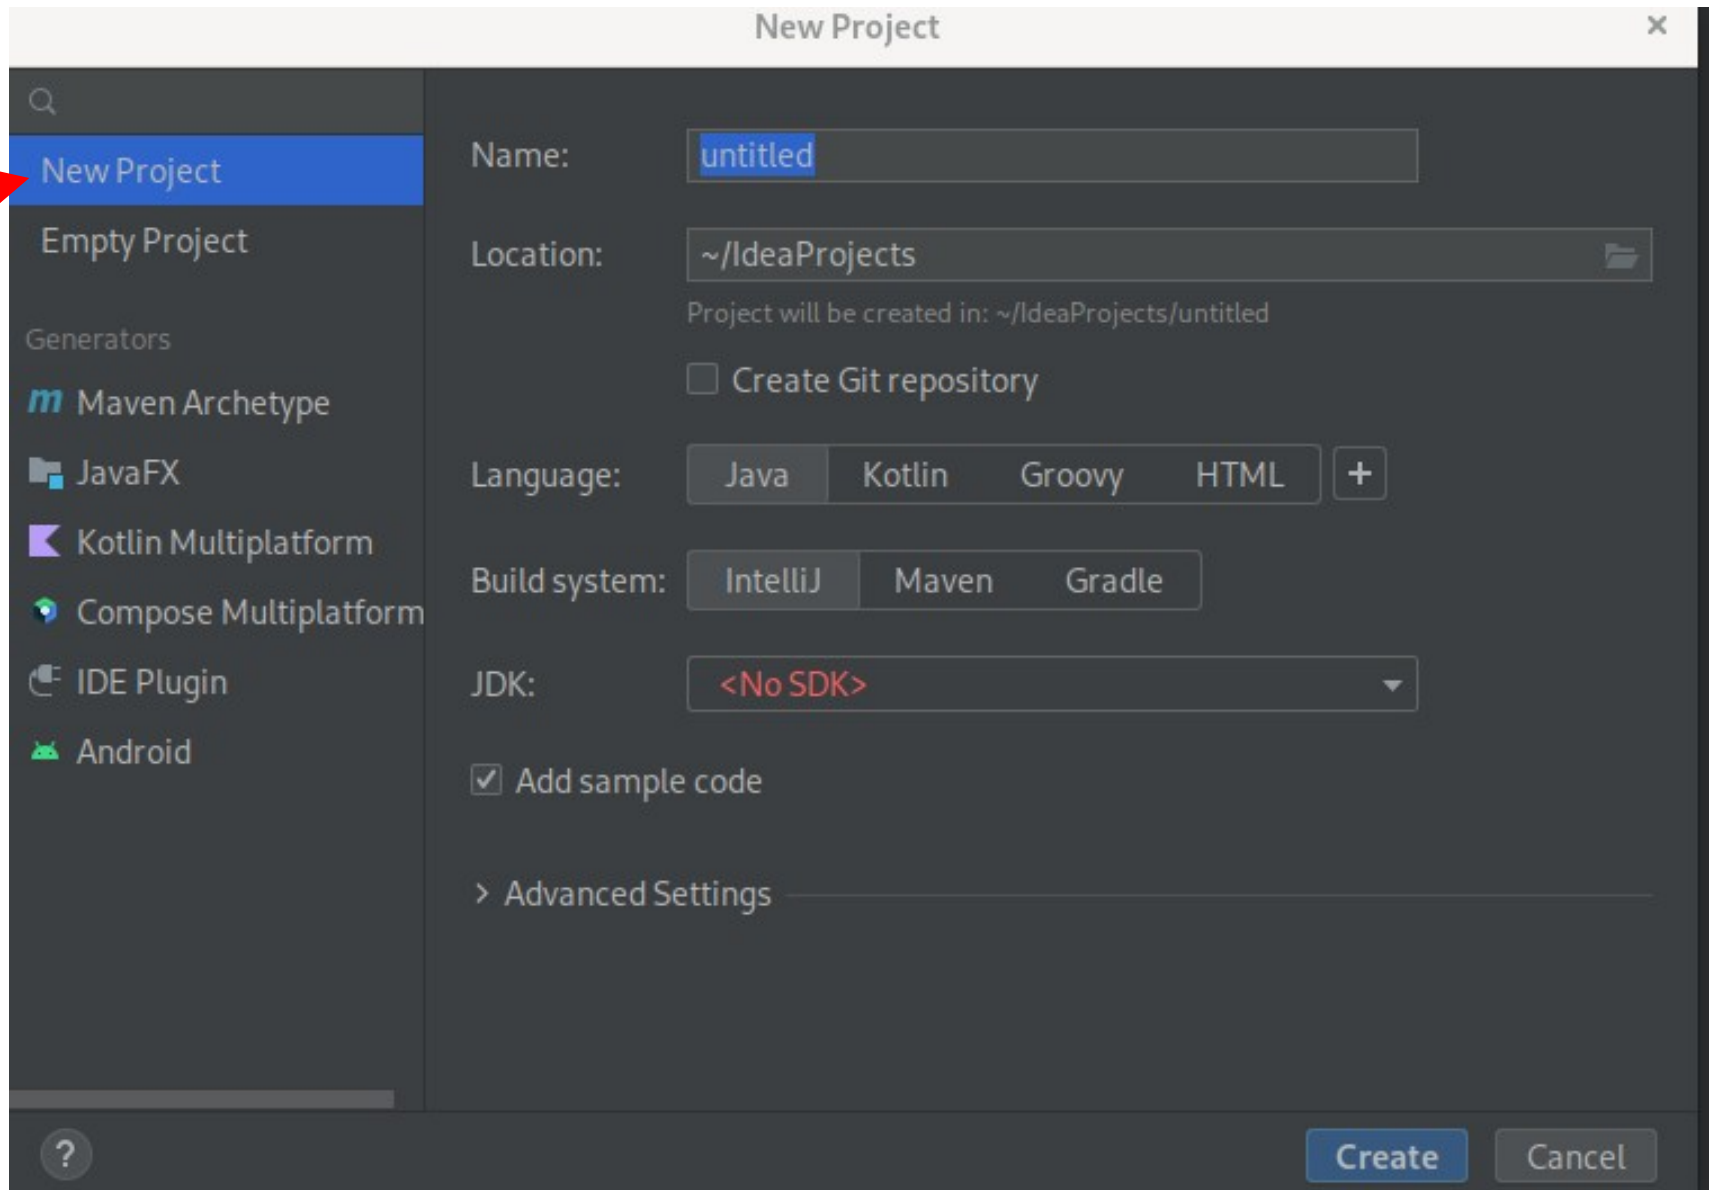 New Project
×
New Project
Empty Project
Generators
Maven Archetype
JavaFX
Kotlin Multiplatform
Compose Multiplatform
IDE Plugin
Android
Name: untitled
Location: ~/IdeaProjects
Project will be created in: ~/IdeaProjects/untitled
Create Git repository
Language: Java Kotlin Groovy HTML +
Build system: IntelliJ Maven Gradle
JDK: <No SDK>
Add sample code
> Advanced Settings
? Create Cancel